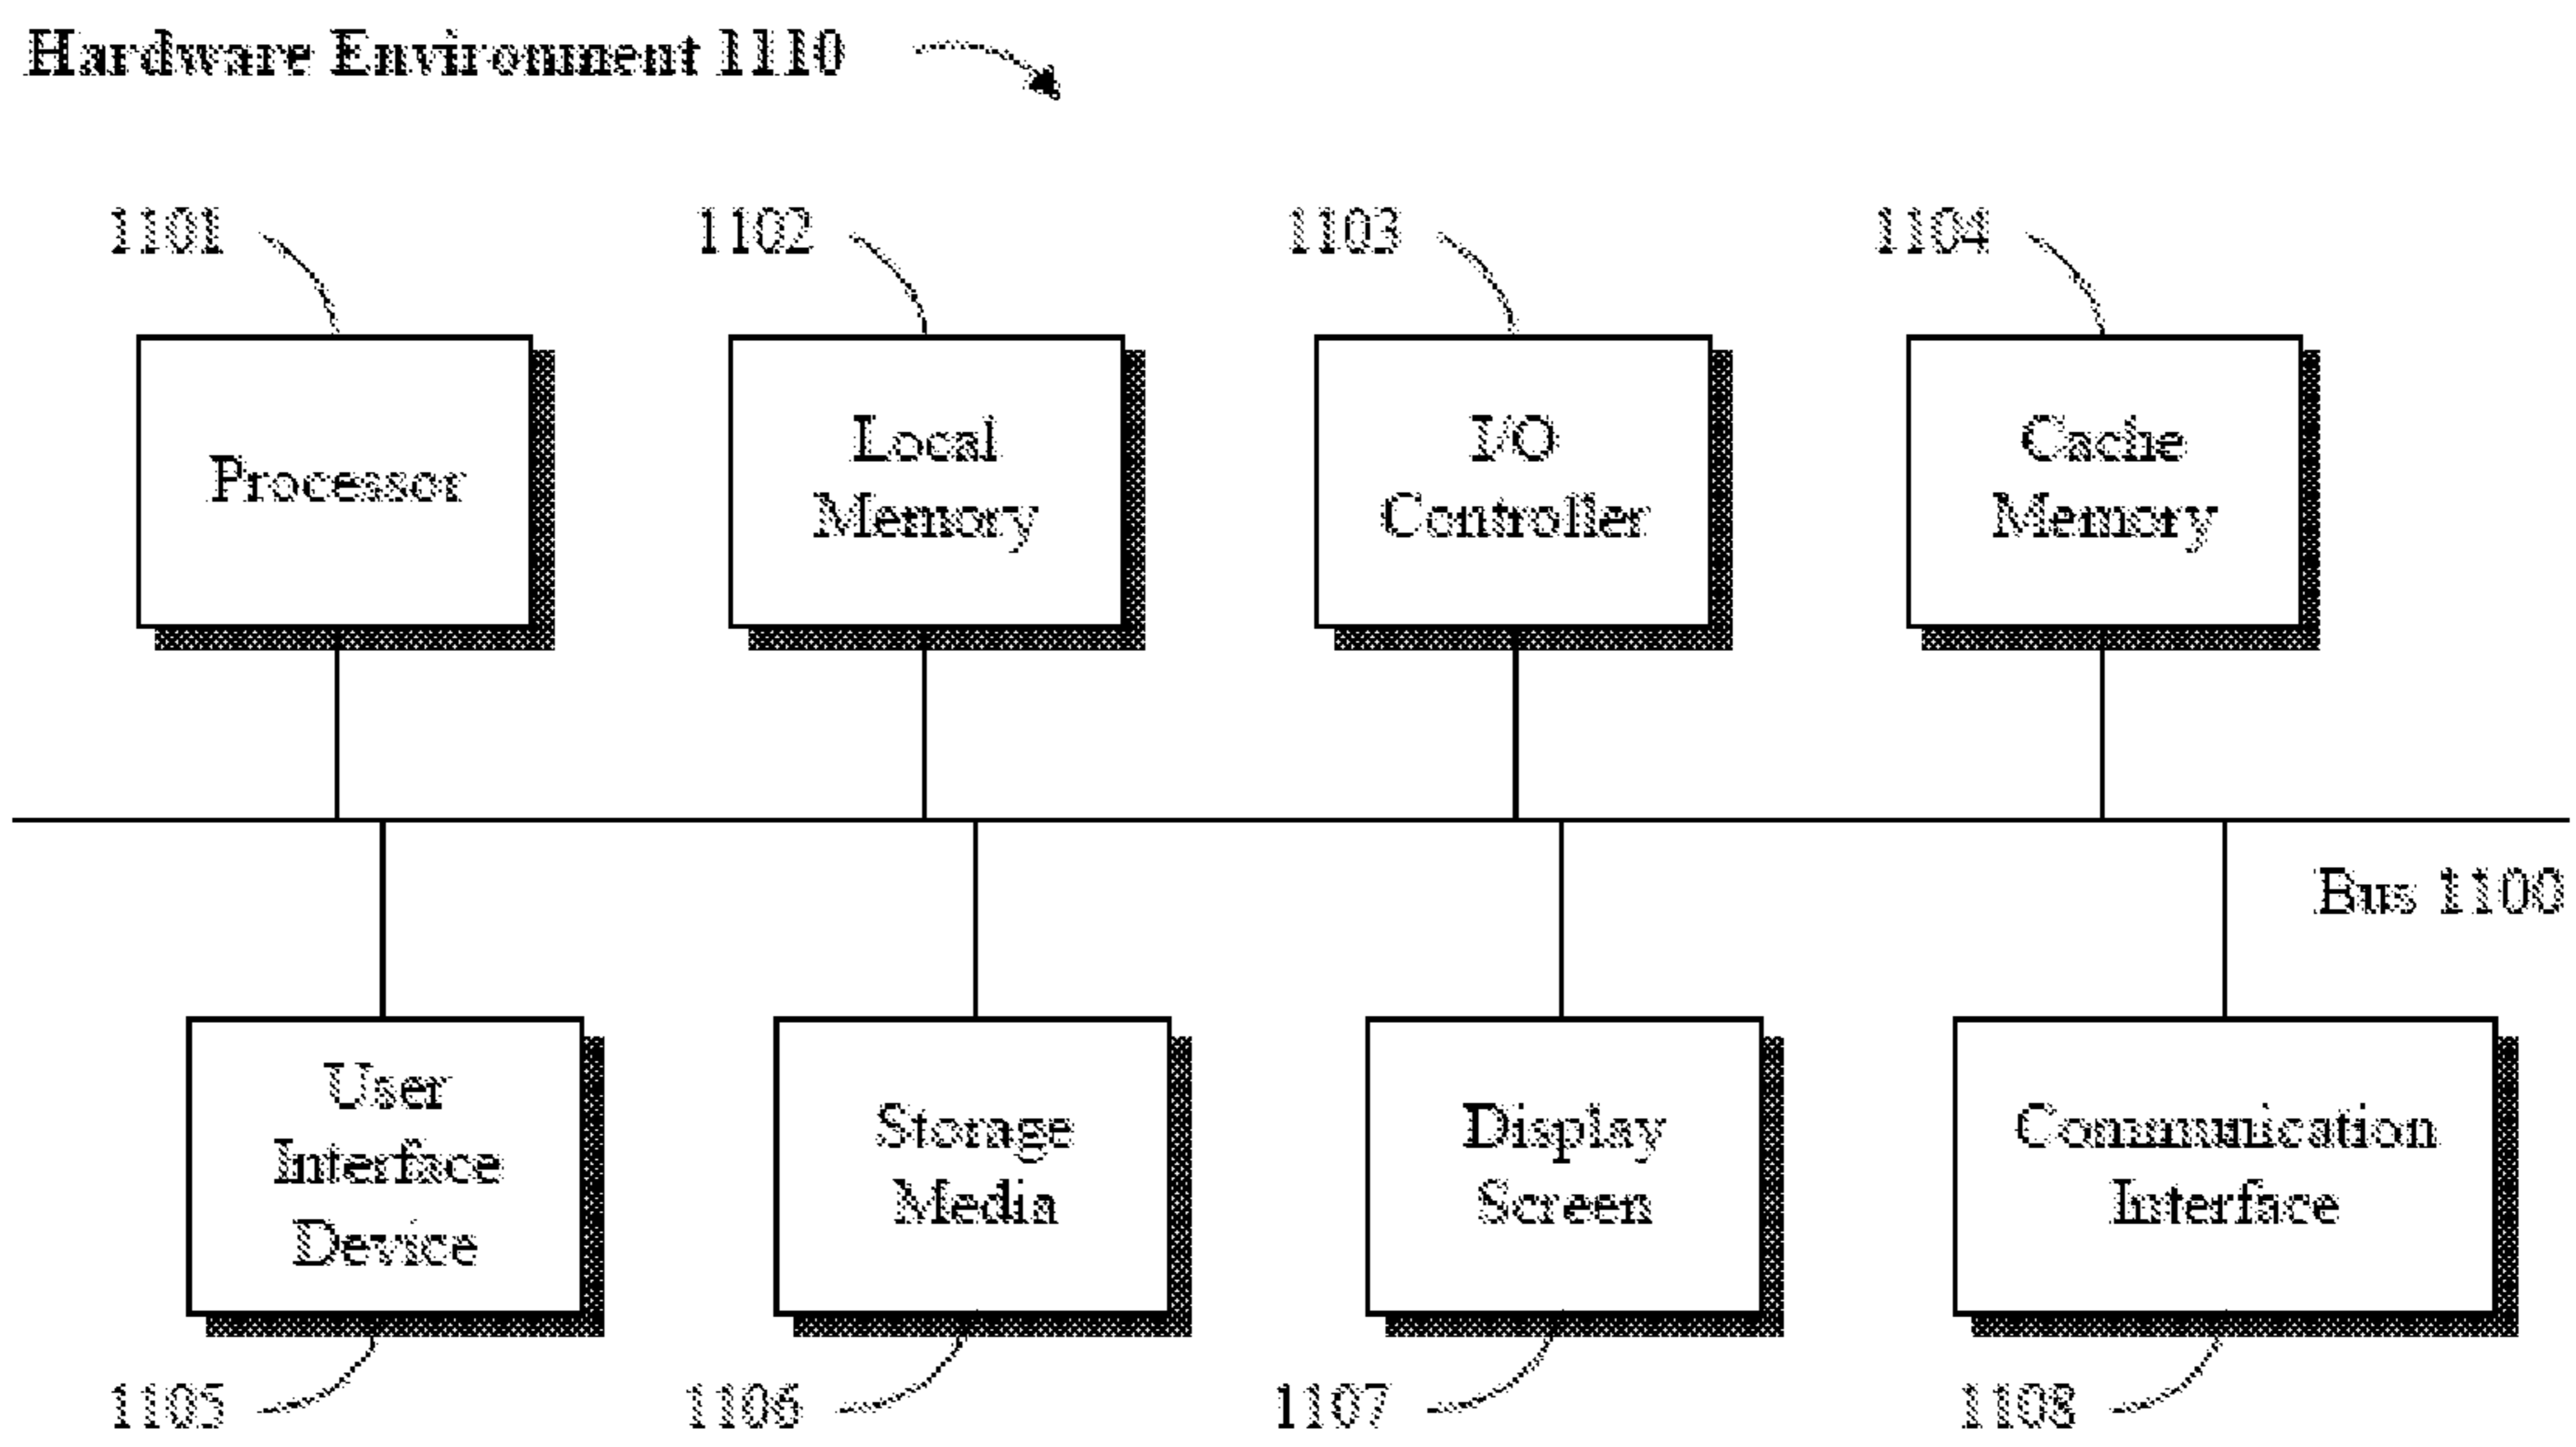 Hardware Environment 1110
1101
1102
1103
1104
Processor
Local
Memory
I/O
Controller
Cache
Memory
Bus 1100
User
Interface
Device
Storage
Media
Display
Screen
Communication
Interface
1105
1106
1107
1108